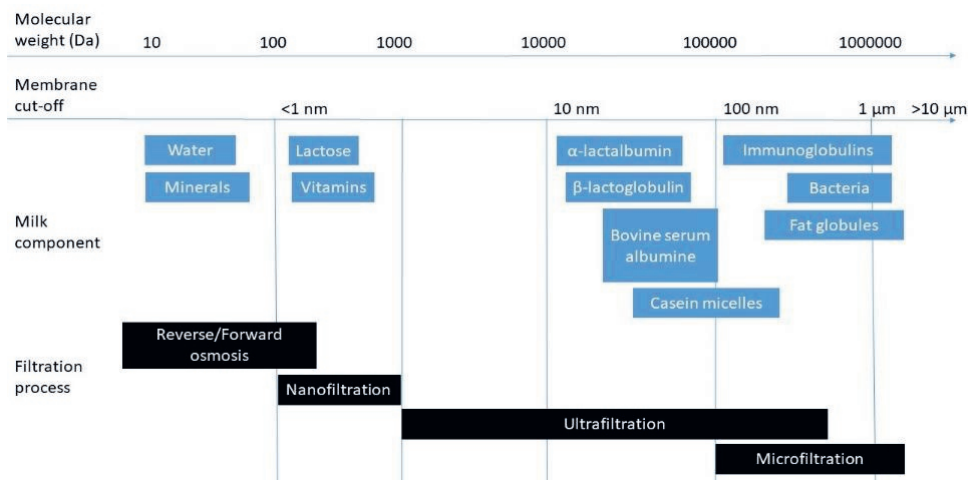 Molecular
weight (Da)
10 100 1000 10000 100000 1000000
Membrane
cut-off
<1 nm 10 nm 100 nm 1 µm >10 µm
Water Lactose α-lactalbumin Immunoglobulins
Minerals Vitamins β-lactoglobulin Bacteria
Milk
component
Bovine serum
albumine
Fat globules
Casein micelles
Filtration
process
Reverse/Forward
osmosis
Nanofiltration
Ultrafiltration
Microfiltration